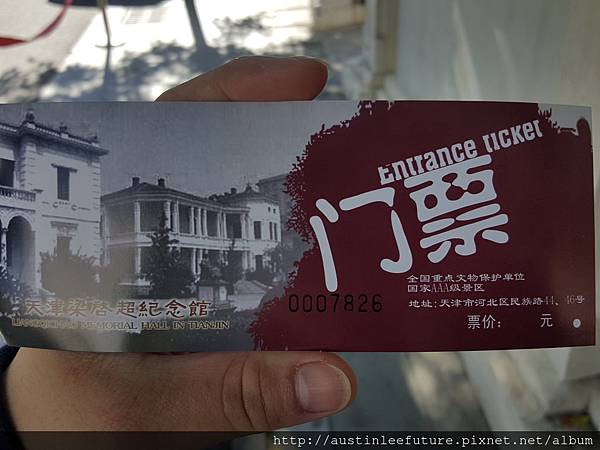 Entrance ticket
门票
全国重点文物保护单位
国家AAA级景区
地址：天津市河北区民族路44、46号
票价： 元
0007826
天津梁启超紀念館
LIANGQICHAO MEMORIAL HALL IN TIANJIN
http://austinleefuture.pixnet.net/album